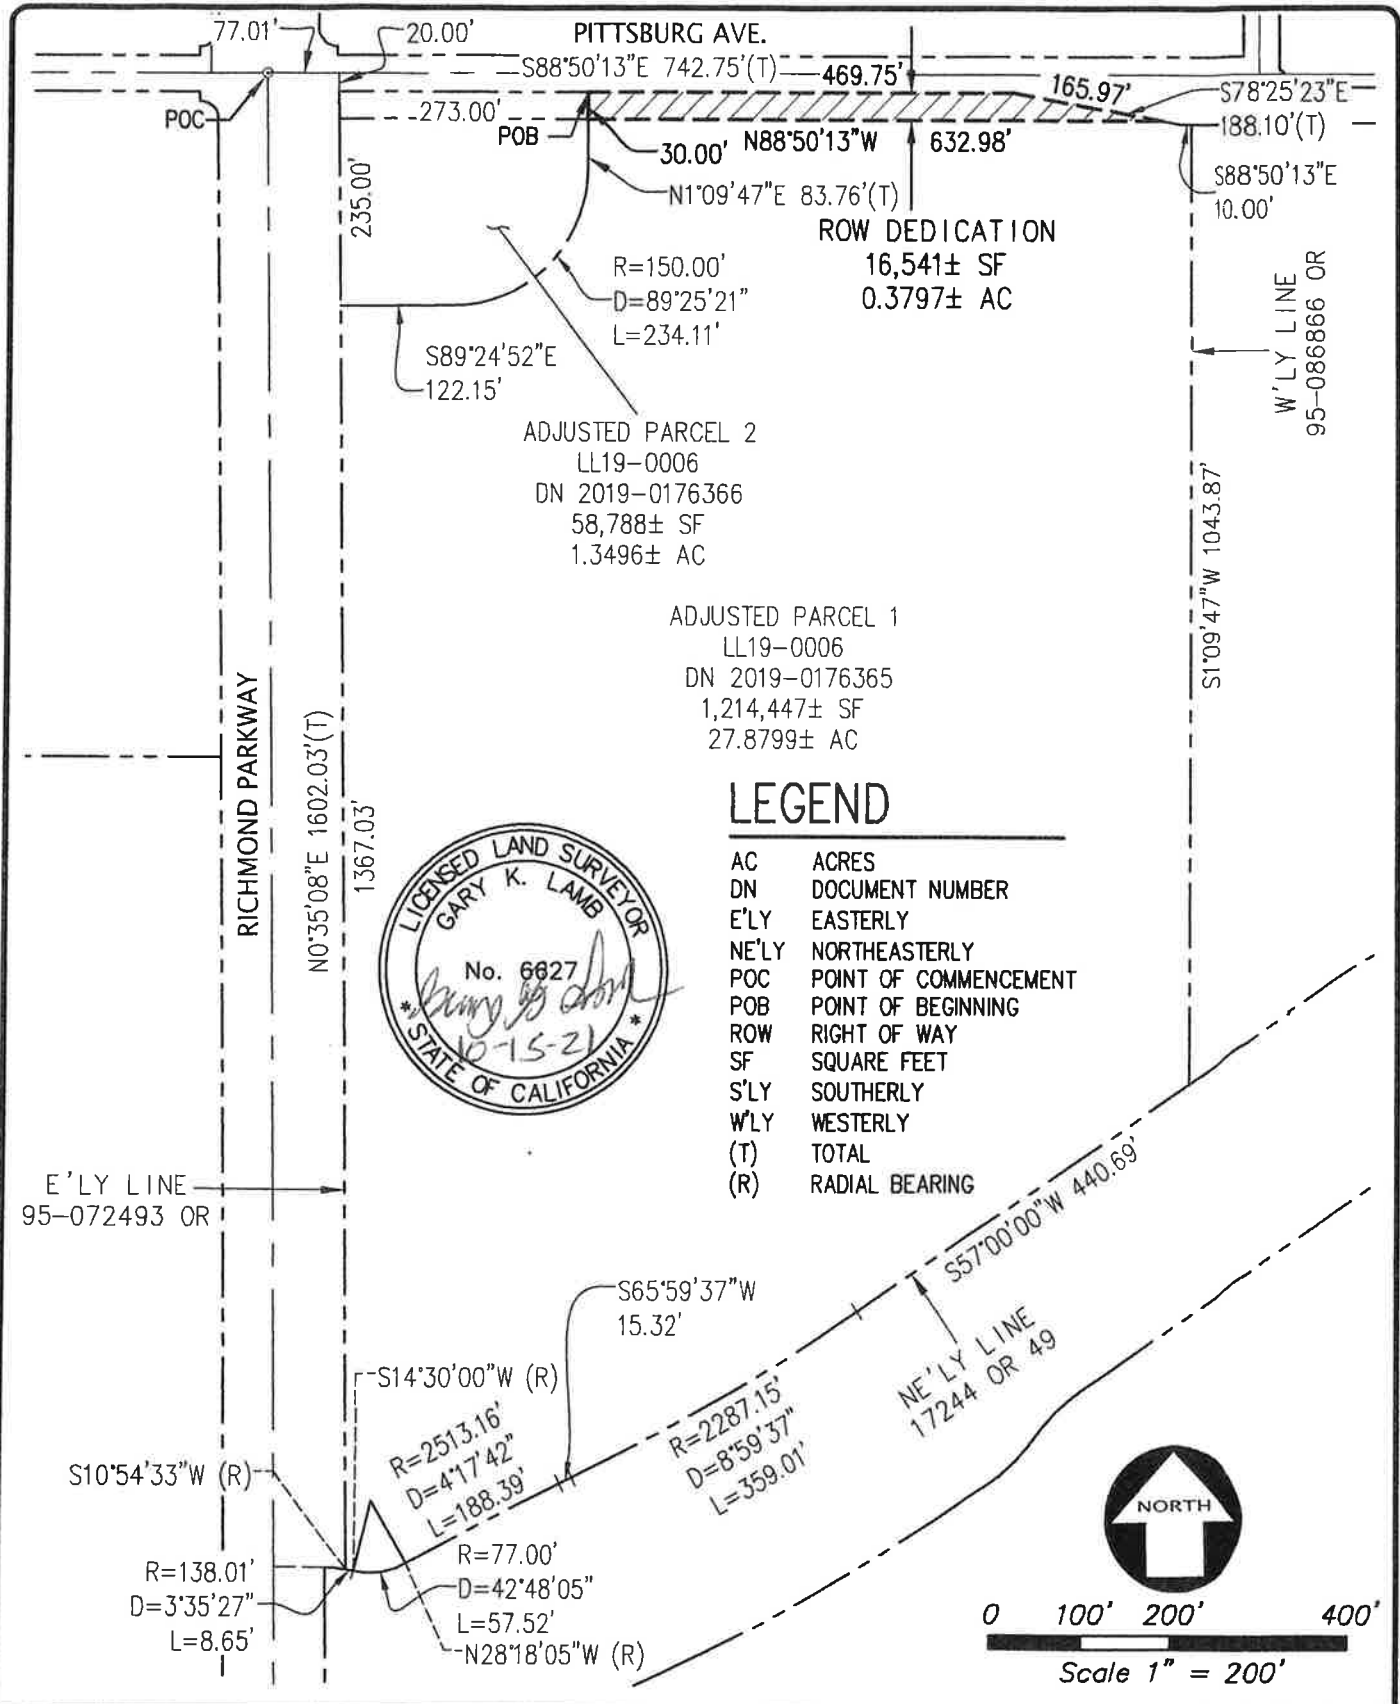 77.01'
20.00'
PITTSBURG AVE.
S88°50'13"E 742.75'(T)
469.75'
165.97'
S78°25'23"E
188.10'(T)
POC
273.00'
POB
30.00'
N88°50'13"W 632.98'
S88°50'13"E
10.00'
235.00'
N1°09'47"E 83.76'(T)
ROW DEDICATION
16,541± SF
0.3797± AC
R=150.00'
D=89°25'21"
L=234.11'
W'LY LINE
95-086866 OR
S89°24'52"E
122.15'
ADJUSTED PARCEL 2
LL19-0006
DN 2019-0176366
58,788± SF
1.3496± AC
S1°09'47"W 1043.87'
ADJUSTED PARCEL 1
LL19-0006
DN 2019-0176365
1,214,447± SF
27.8799± AC
RICHMOND PARKWAY
N0°35'08"E 1602.03'(T)
1367.03'
LICENSED LAND SURVEYOR
GARY K. LAMB
No. 6627
10-15-21
* STATE OF CALIFORNIA *
LEGEND
AC ACRES
DN DOCUMENT NUMBER
E'LY EASTERLY
NE'LY NORTHEASTERLY
POC POINT OF COMMENCEMENT
POB POINT OF BEGINNING
ROW RIGHT OF WAY
SF SQUARE FEET
S'LY SOUTHERLY
W'LY WESTERLY
(T) TOTAL
(R) RADIAL BEARING
E'LY LINE
95-072493 OR
S57°00'00"W 440.69'
S65°59'37"W
15.32'
NE'LY LINE
17244 OR 49
S14°30'00"W (R)
R=2513.16'
D=4°17'42"
L=188.39'
R=2287.15'
D=8°59'37"
L=359.01'
S10°54'33"W (R)
R=138.01'
D=3°35'27"
L=8.65'
R=77.00'
D=42°48'05"
L=57.52'
N28°18'05"W (R)
NORTH
0 100' 200' 400'
Scale 1" = 200'